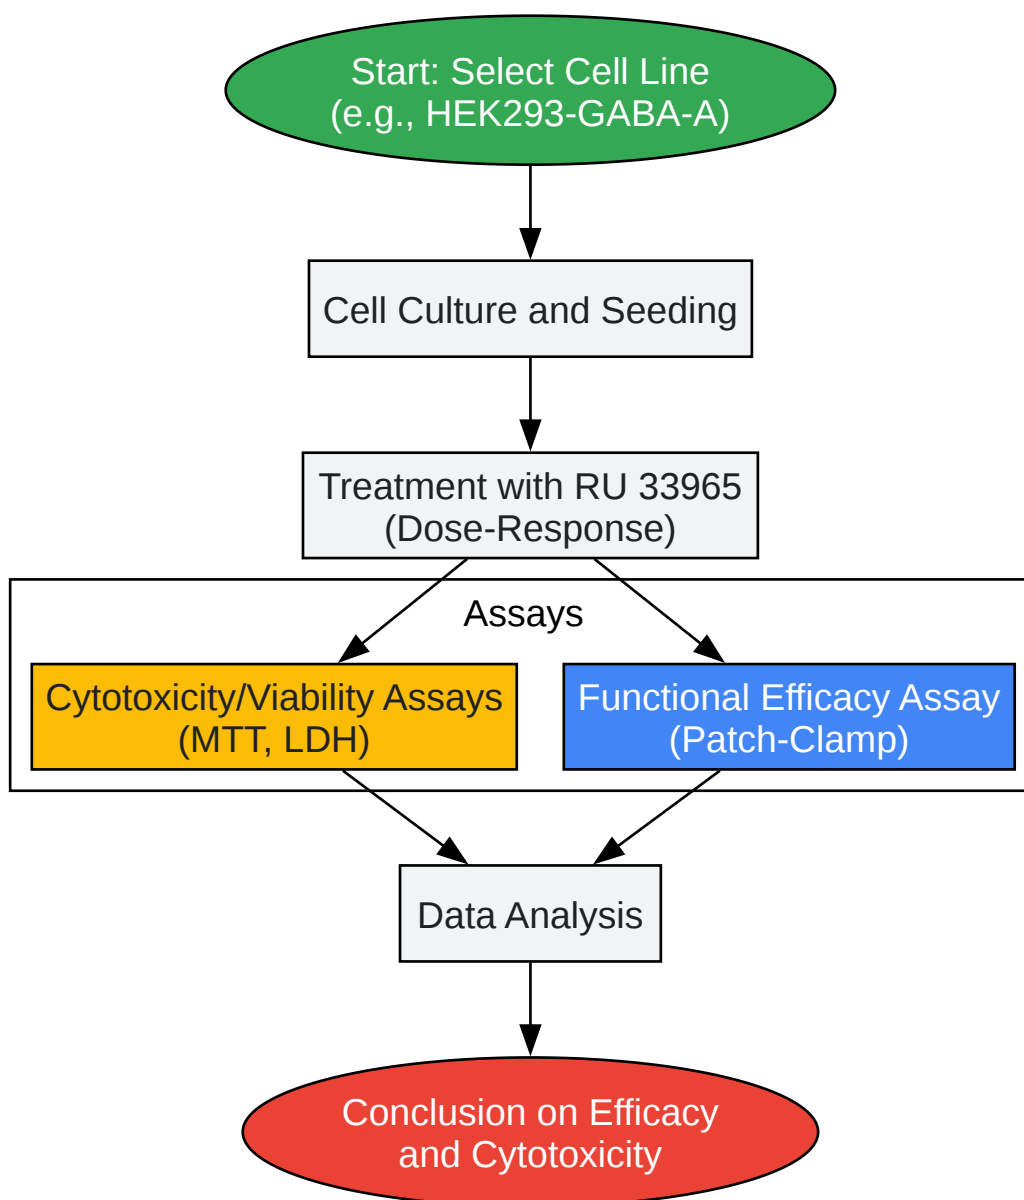 Start: Select Cell Line
(e.g., HEK293-GABA-A)
Cell Culture and Seeding
Treatment with RU 33965
(Dose-Response)
Assays
Cytotoxicity/Viability Assays
(MTT, LDH)
Functional Efficacy Assay
(Patch-Clamp)
Data Analysis
Conclusion on Efficacy
and Cytotoxicity